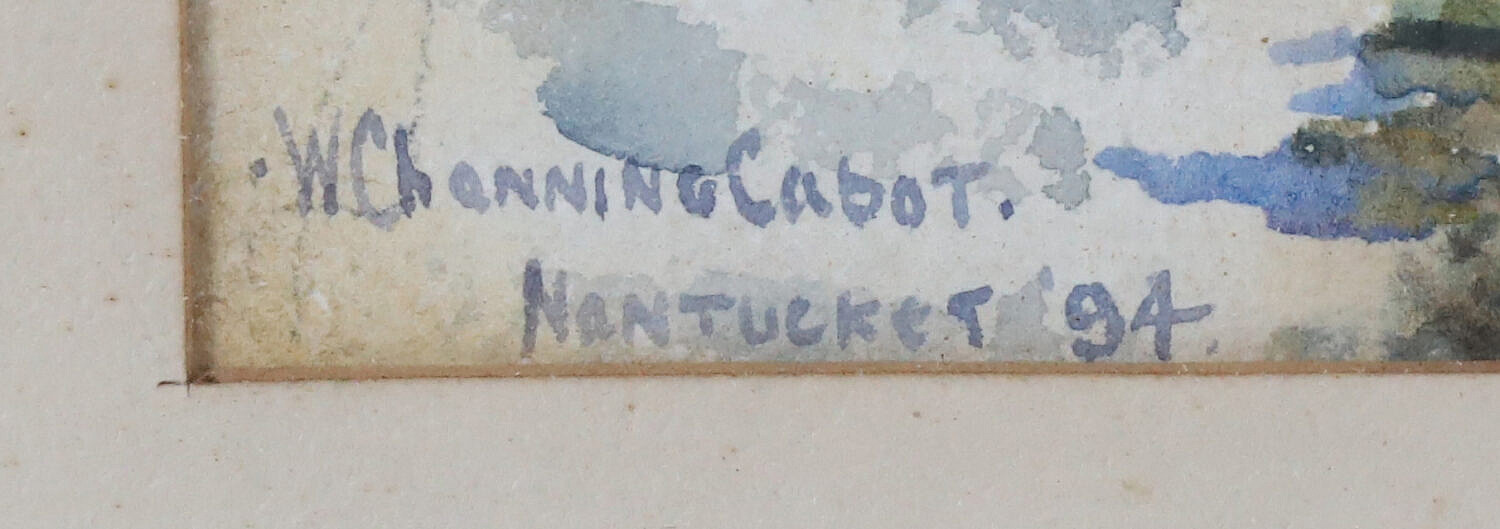 ·W Channing Cabot.
Nantucket '94.